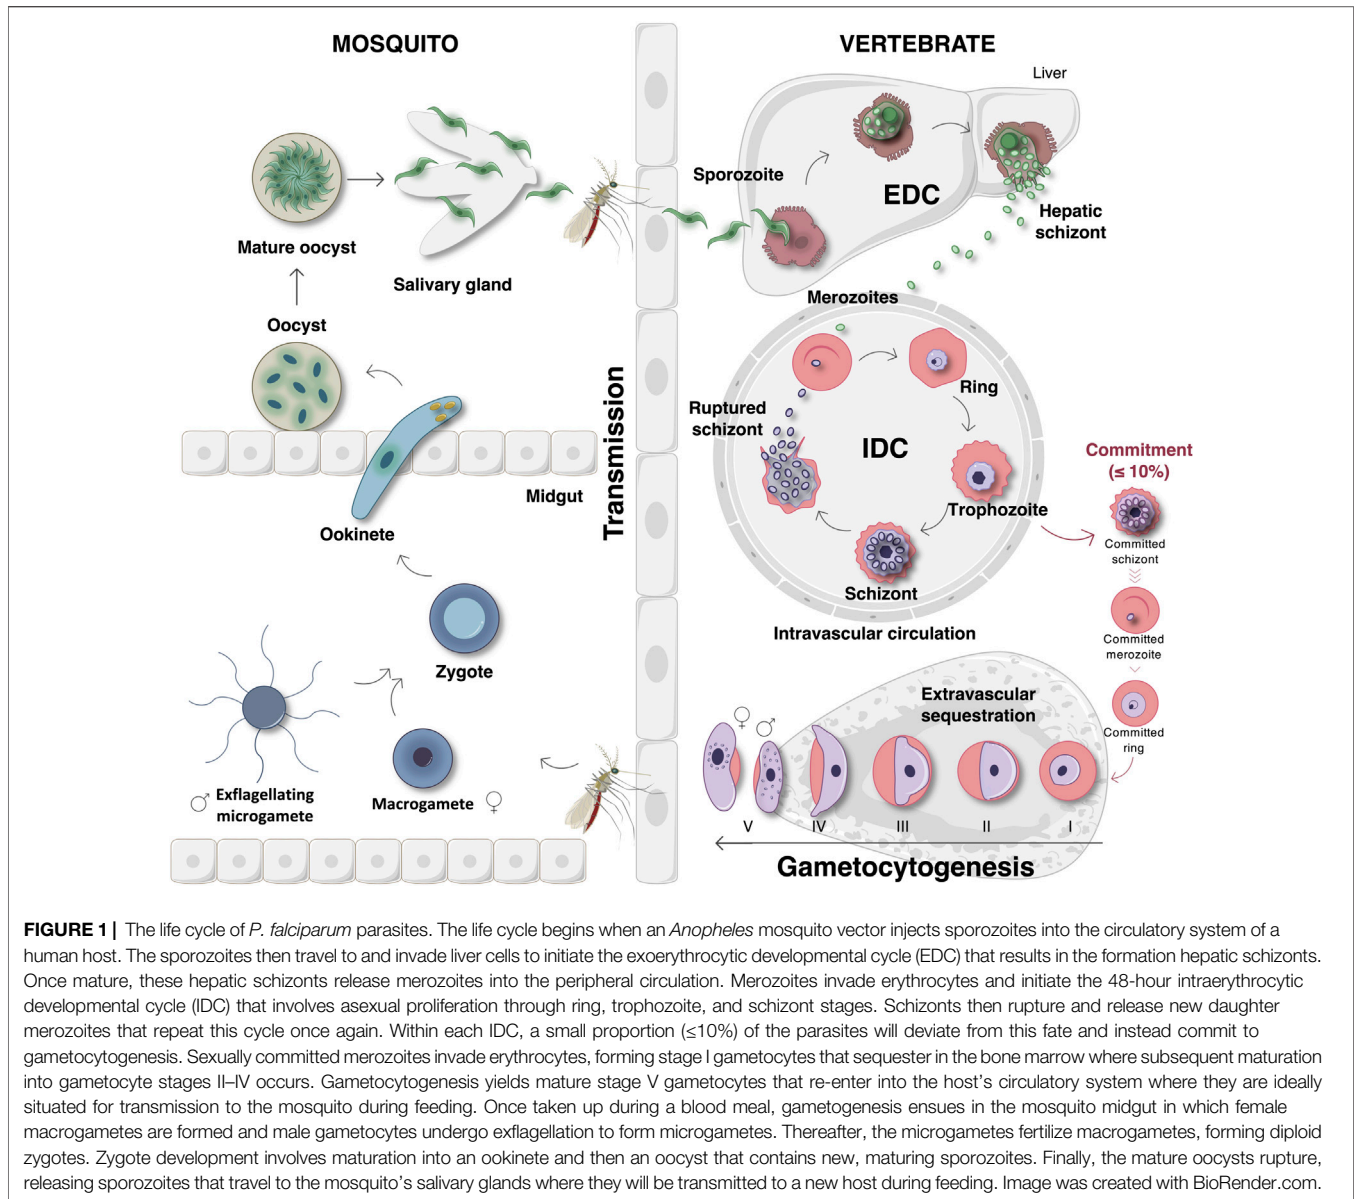 MOSQUITO
VERTEBRATE
Liver
Sporozoite
EDC
Hepatic
schizont
Mature oocyst
Salivary gland
Merozoites
Oocyst
Transmission
Ring
Ruptured
schizont
IDC
Commitment
(≤ 10%)
Midgut
Trophozoite
Ookinete
Committed
schizont
Schizont
Intravascular circulation
Committed
merozoite
Zygote
Extravascular
sequestration
Committed
ring
♀
♂
♂ Exflagellating
microgamete
Macrogamete ♀
V IV III II I
Gametocytogenesis
FIGURE 1 | The life cycle of P. falciparum parasites. The life cycle begins when an Anopheles mosquito vector injects sporozoites into the circulatory system of a
human host. The sporozoites then travel to and invade liver cells to initiate the exoerythrocytic developmental cycle (EDC) that results in the formation hepatic schizonts.
Once mature, these hepatic schizonts release merozoites into the peripheral circulation. Merozoites invade erythrocytes and initiate the 48-hour intraerythrocytic
developmental cycle (IDC) that involves asexual proliferation through ring, trophozoite, and schizont stages. Schizonts then rupture and release new daughter
merozoites that repeat this cycle once again. Within each IDC, a small proportion (≤10%) of the parasites will deviate from this fate and instead commit to
gametocytogenesis. Sexually committed merozoites invade erythrocytes, forming stage I gametocytes that sequester in the bone marrow where subsequent maturation
into gametocyte stages II–IV occurs. Gametocytogenesis yields mature stage V gametocytes that re-enter into the host's circulatory system where they are ideally
situated for transmission to the mosquito during feeding. Once taken up during a blood meal, gametogenesis ensues in the mosquito midgut in which female
macrogametes are formed and male gametocytes undergo exflagellation to form microgametes. Thereafter, the microgametes fertilize macrogametes, forming diploid
zygotes. Zygote development involves maturation into an ookinete and then an oocyst that contains new, maturing sporozoites. Finally, the mature oocysts rupture,
releasing sporozoites that travel to the mosquito's salivary glands where they will be transmitted to a new host during feeding. Image was created with BioRender.com.